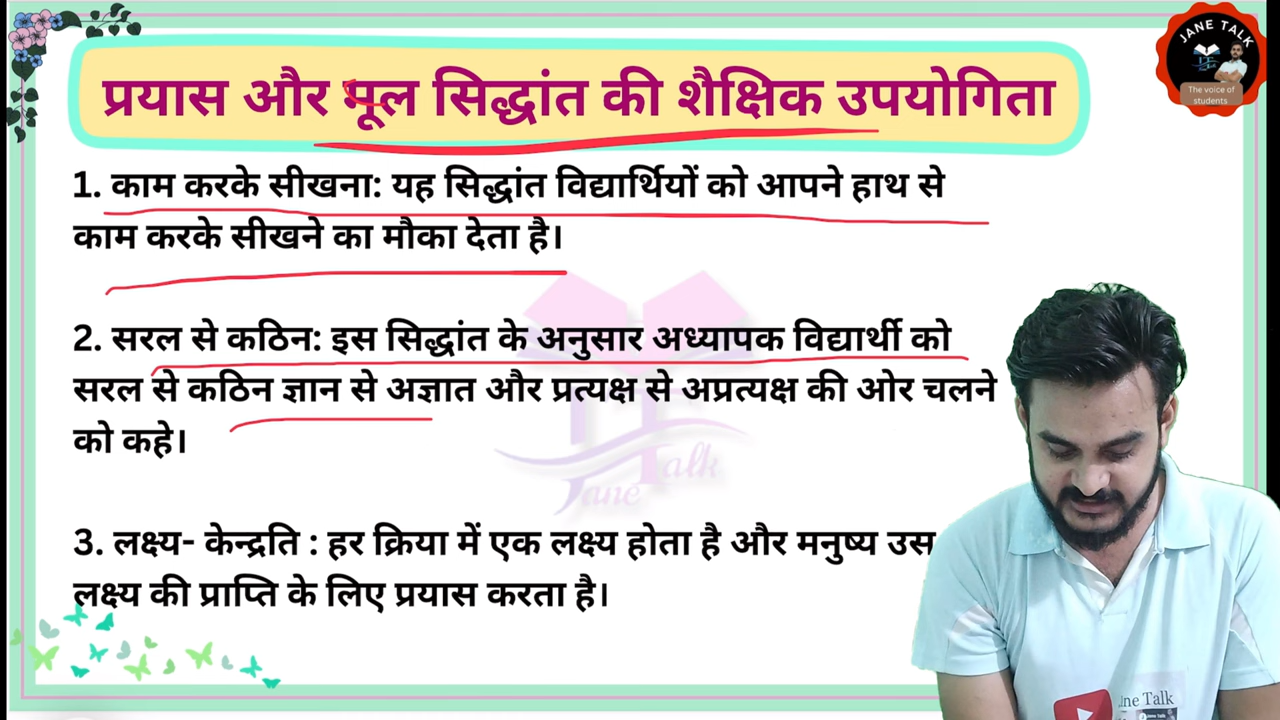 प्रयास और मूल सिद्धांत की शैक्षिक उपयोगिता
JANE TALK
The voice of
students
1. काम करके सीखना: यह सिद्धांत विद्यार्थियों को आपने हाथ से
काम करके सीखने का मौका देता है।
2. सरल से कठिन: इस सिद्धांत के अनुसार अध्यापक विद्यार्थी को
सरल से कठिन ज्ञान से अज्ञात और प्रत्यक्ष से अप्रत्यक्ष की ओर चलने
को कहे।
Jane Talk
3. लक्ष्य- केन्द्रति : हर क्रिया में एक लक्ष्य होता है और मनुष्य उस
लक्ष्य की प्राप्ति के लिए प्रयास करता है।
Talk